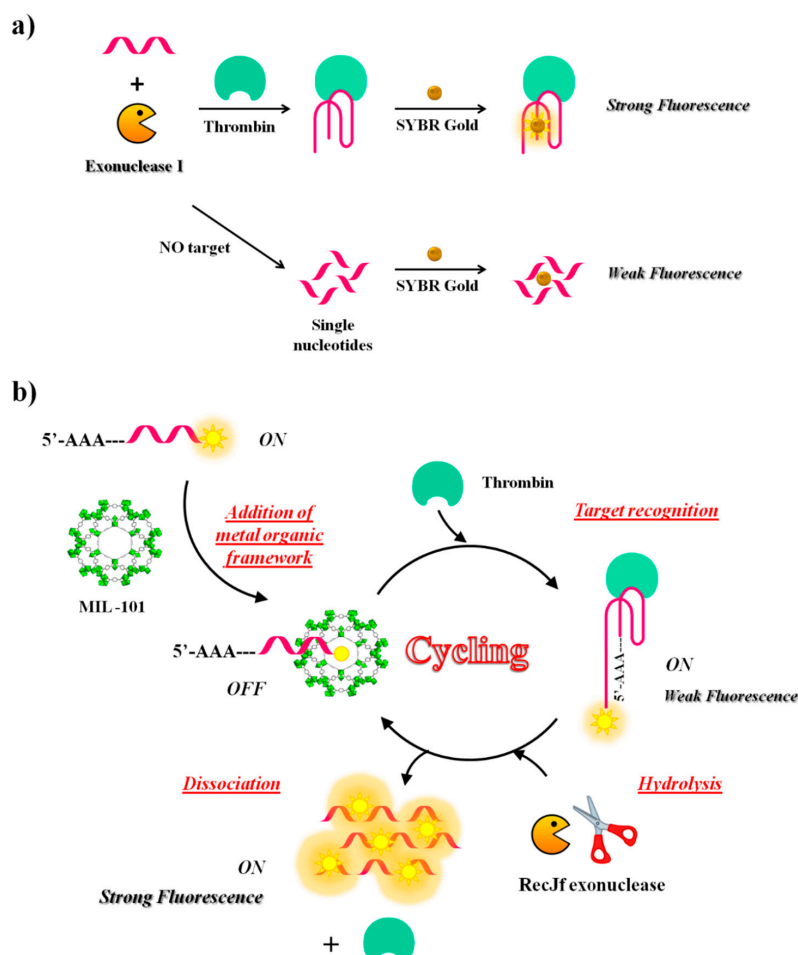 a)
+
Exonuclease I
Thrombin
SYBR Gold
Strong Fluorescence
NO target
Single
nucleotides
SYBR Gold
Weak Fluorescence
b)
5’-AAA---
ON
Addition of
metal organic
framework
MIL -101
Thrombin
Target recognition
5’-AAA---
OFF
Cycling
5’-AAA---
ON
Weak Fluorescence
Dissociation
Hydrolysis
ON
Strong Fluorescence
RecJf exonuclease
+